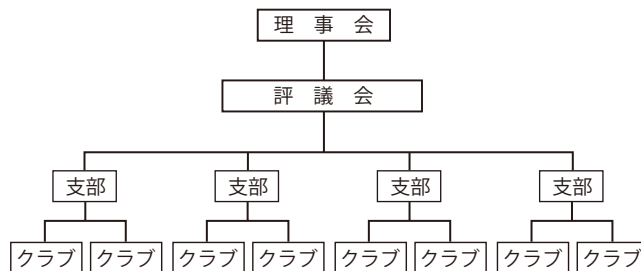 理 事 会
評 議 会
支部 支部 支部 支部
クラブ クラブ クラブ クラブ クラブ クラブ クラブ クラブ